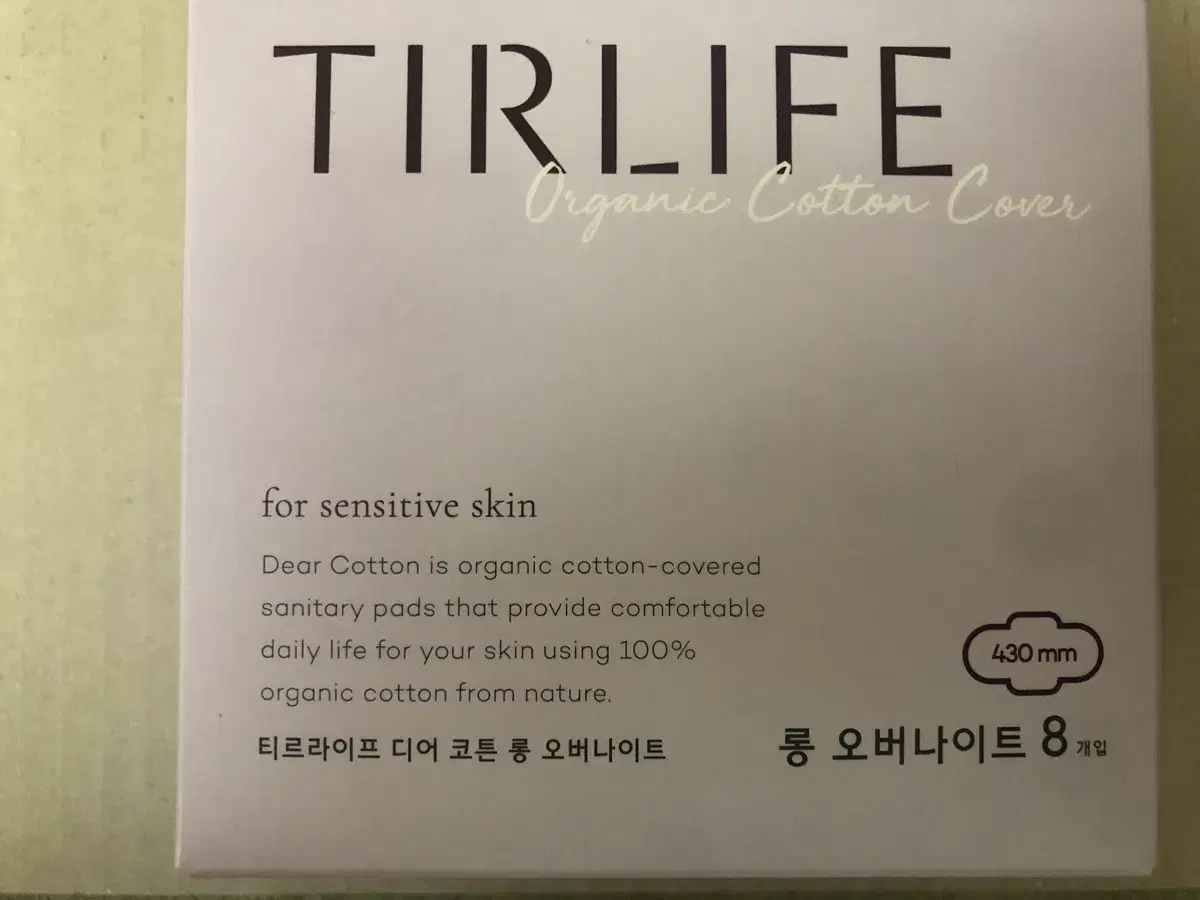 TIRLIFE
Organic Cotton Cover
for sensitive skin
Dear Cotton is organic cotton-covered
sanitary pads that provide comfortable
daily life for your skin using 100%
organic cotton from nature.
430 mm
티르라이프 디어 코튼 롱 오버나이트
롱 오버나이트 8 개입